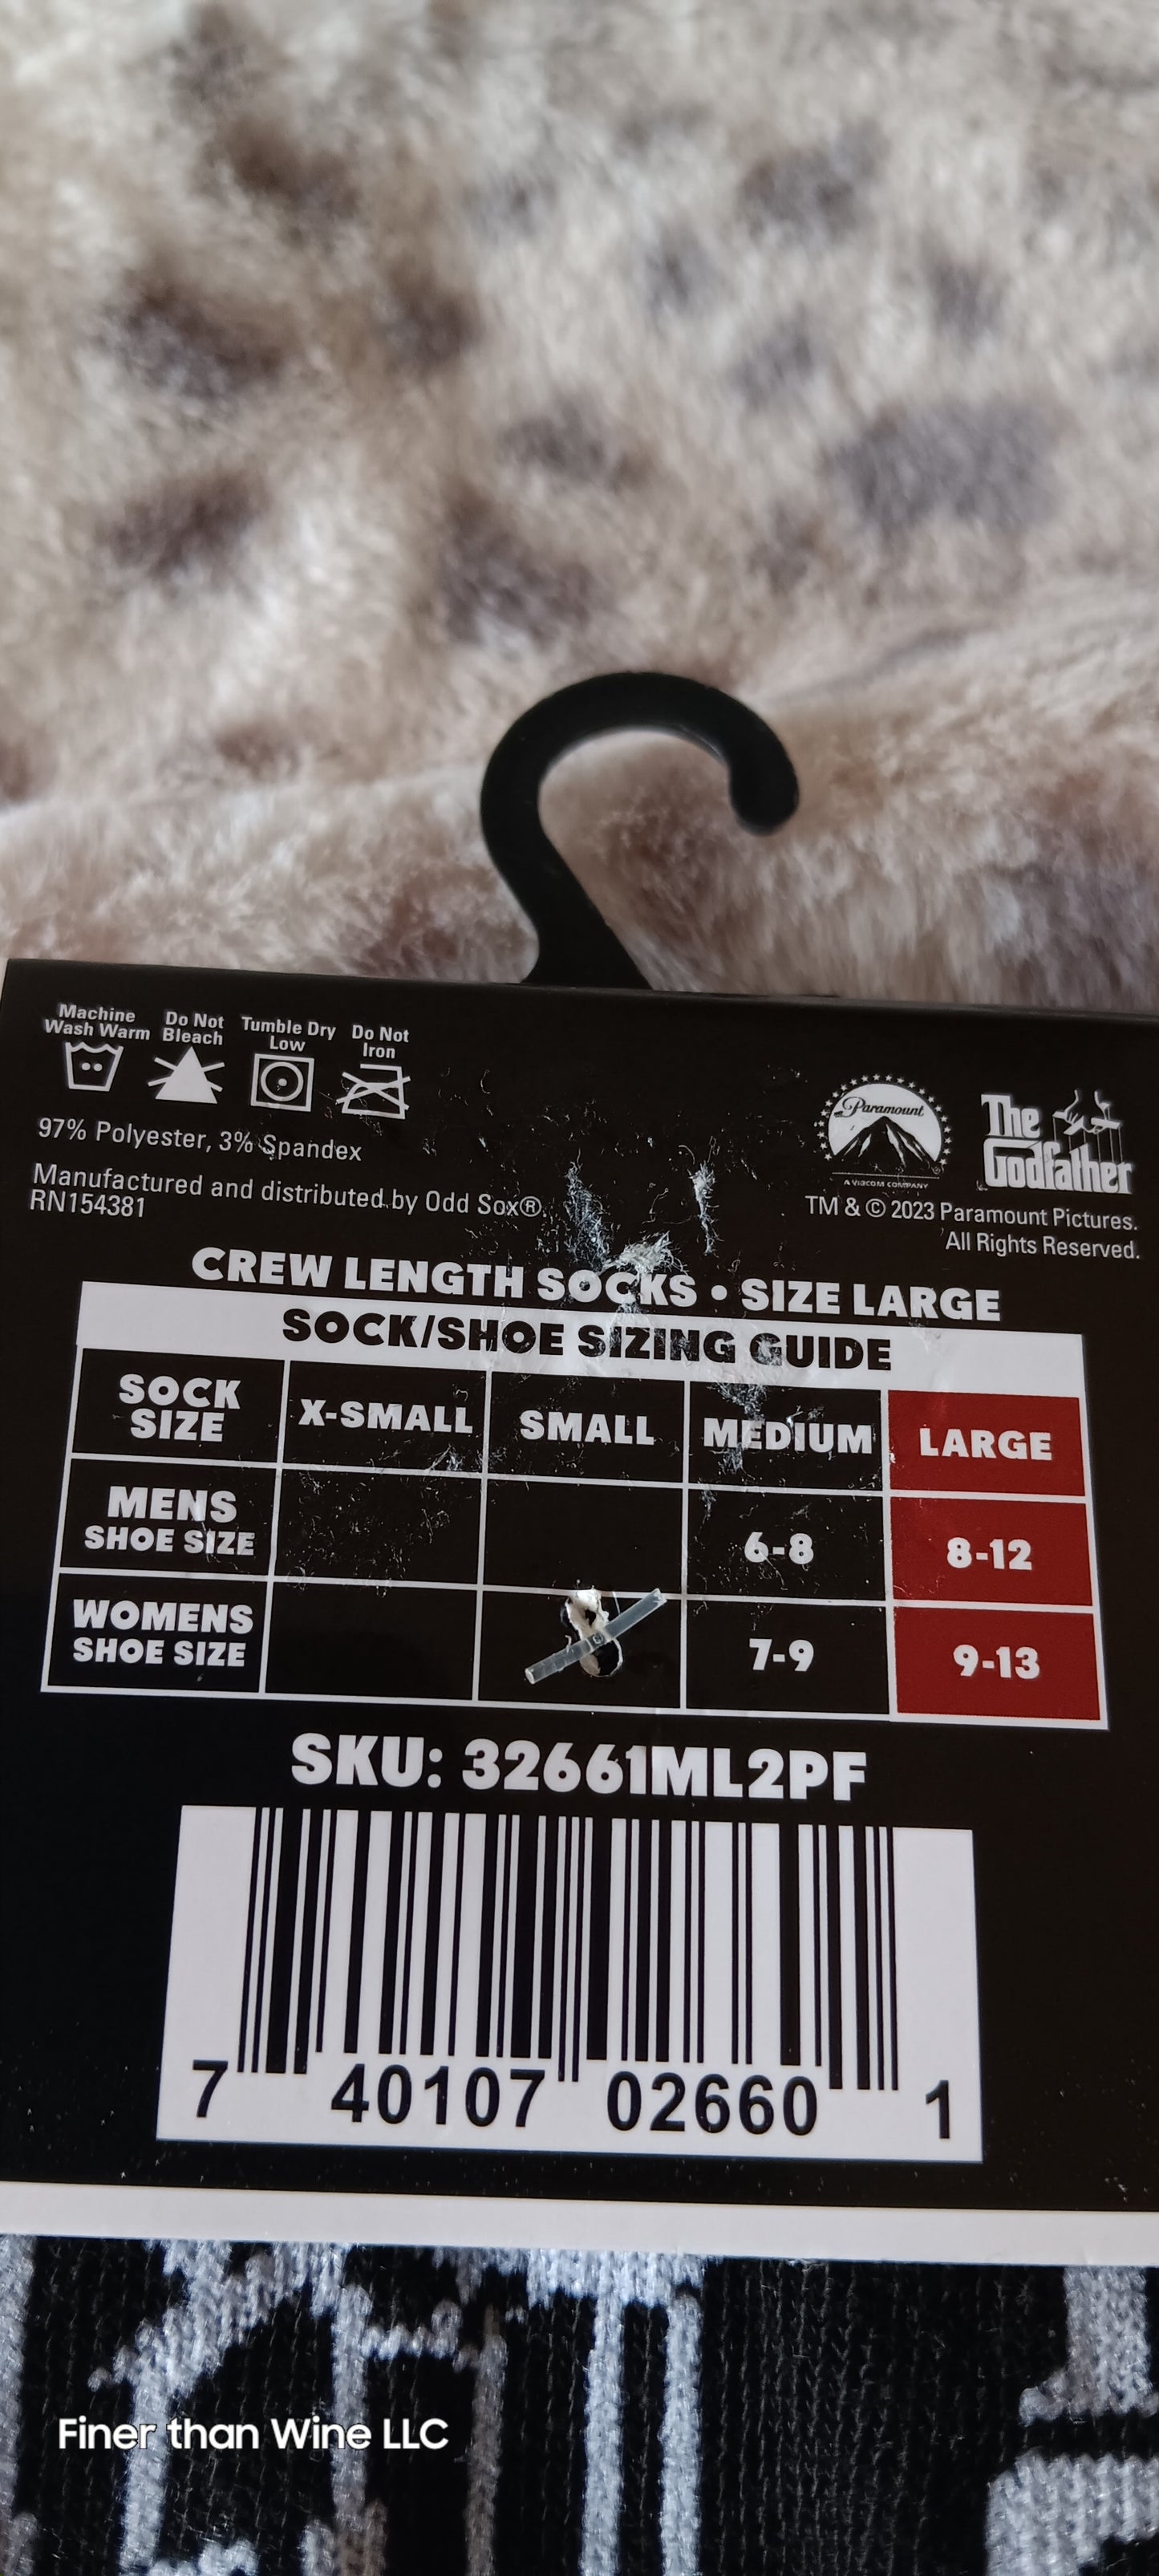 Machine Wash Warm
Do Not Bleach
Tumble Dry Low
Do Not Iron
97% Polyester, 3% Spandex
Manufactured and distributed by Odd Sox®.
RN154381
Paramount
A VIACOM COMPANY
The Godfather
TM & © 2023 Paramount Pictures.
All Rights Reserved.
CREW LENGTH SOCKS • SIZE LARGE
SOCK/SHOE SIZING GUIDE
SOCK SIZE X-SMALL SMALL MEDIUM LARGE
MENS SHOE SIZE 6-8 8-12
WOMENS SHOE SIZE 7-9 9-13
SKU: 32661ML2PF
7 40107 02660 1
Finer than Wine LLC